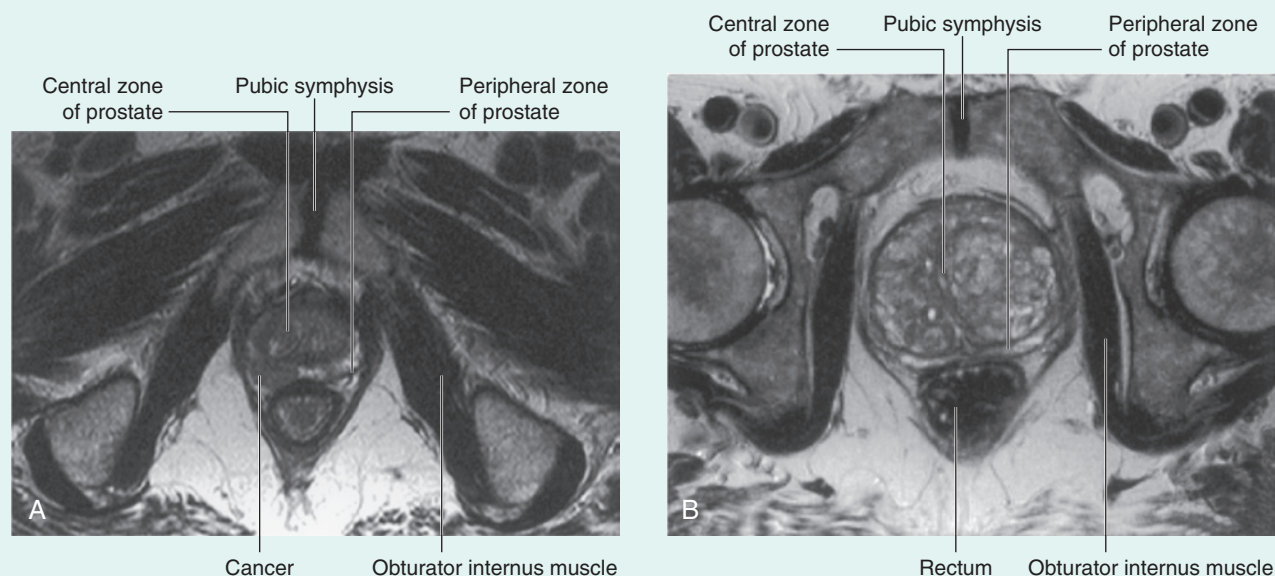 Central zone
of prostate
Pubic symphysis
Peripheral zone
of prostate
A
Cancer
Obturator internus muscle
Central zone
of prostate
Pubic symphysis
Peripheral zone
of prostate
B
Rectum
Obturator internus muscle